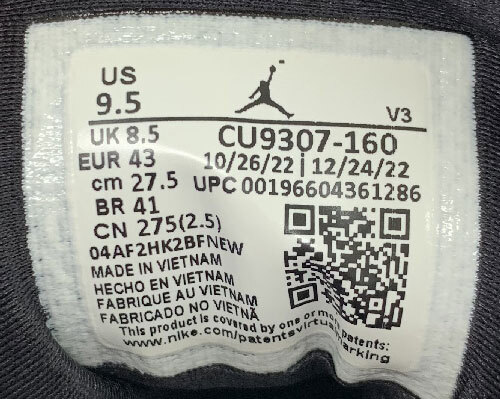 US
9.5
V3
UK 8.5
CU9307-160
EUR 43
10/26/22 | 12/24/22
cm 27.5
UPC 00196604361286
BR 41
CN 275(2.5)
04AF2HK2BFNEW
MADE IN VIETNAM
HECHO EN VIETNAM
FABRIQUE AU VIETNAM
FABRICADO NO VIETNÃ
This product is covered by one or more patents:
www.nike.com/patentsvirtualmarking